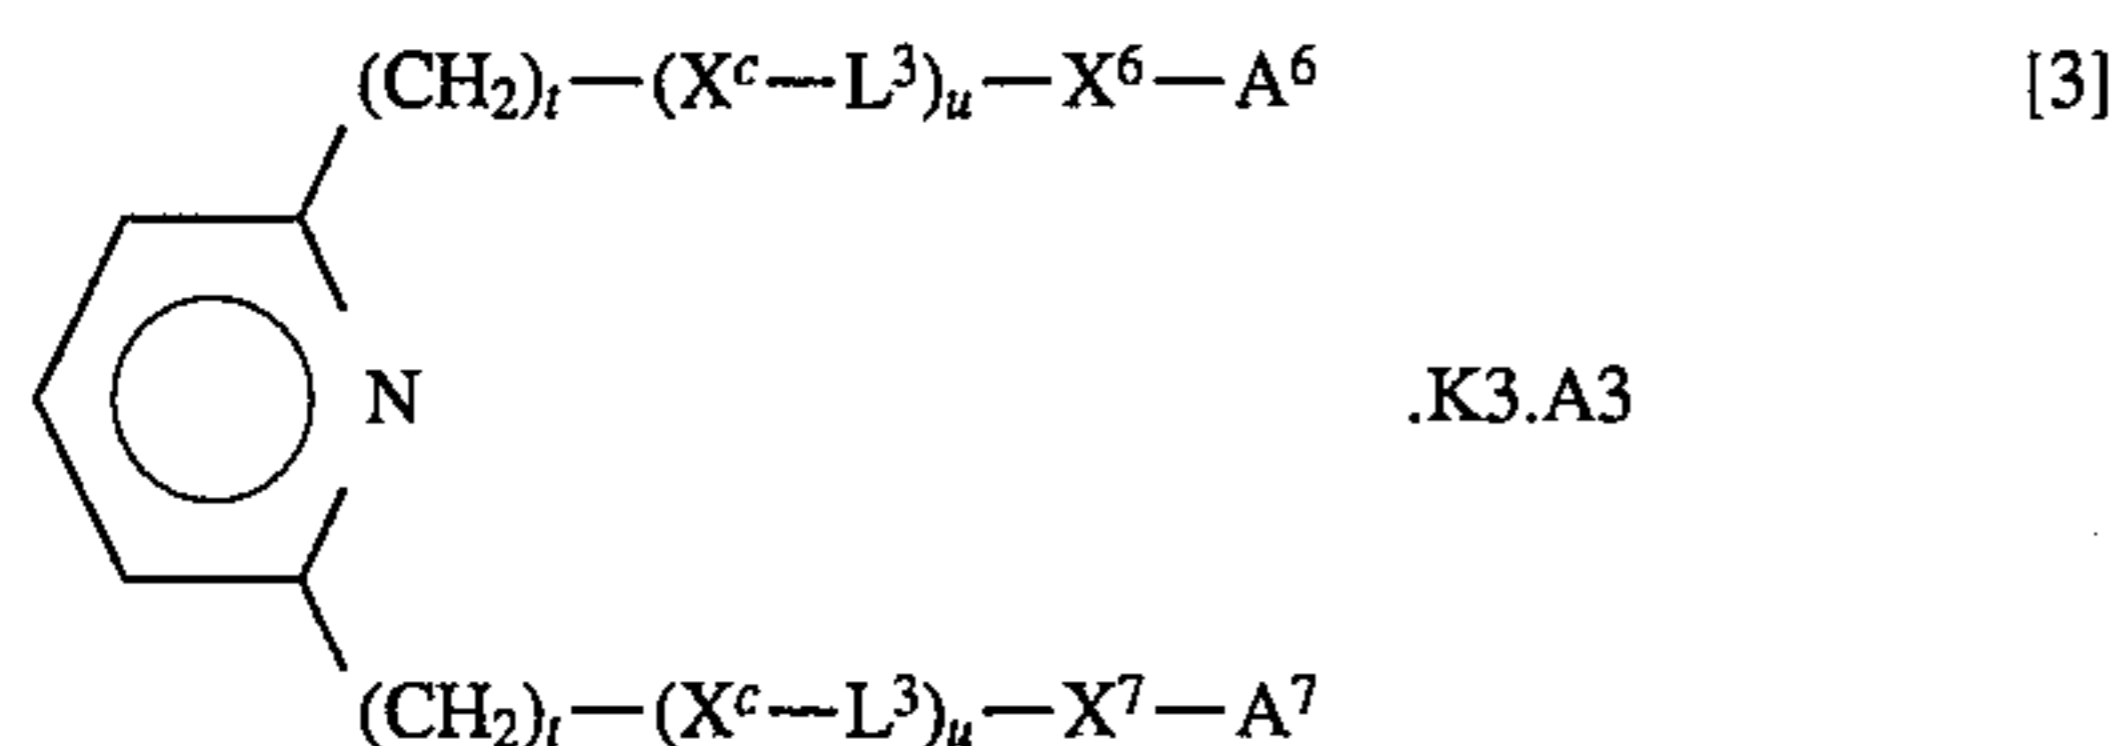 (CH₂)ₜ—(Xᶜ—L³)ᵤ—X⁶—A⁶ [3]
N .K3.A3
(CH₂)ₜ—(Xᶜ—L³)ᵤ—X⁷—A⁷